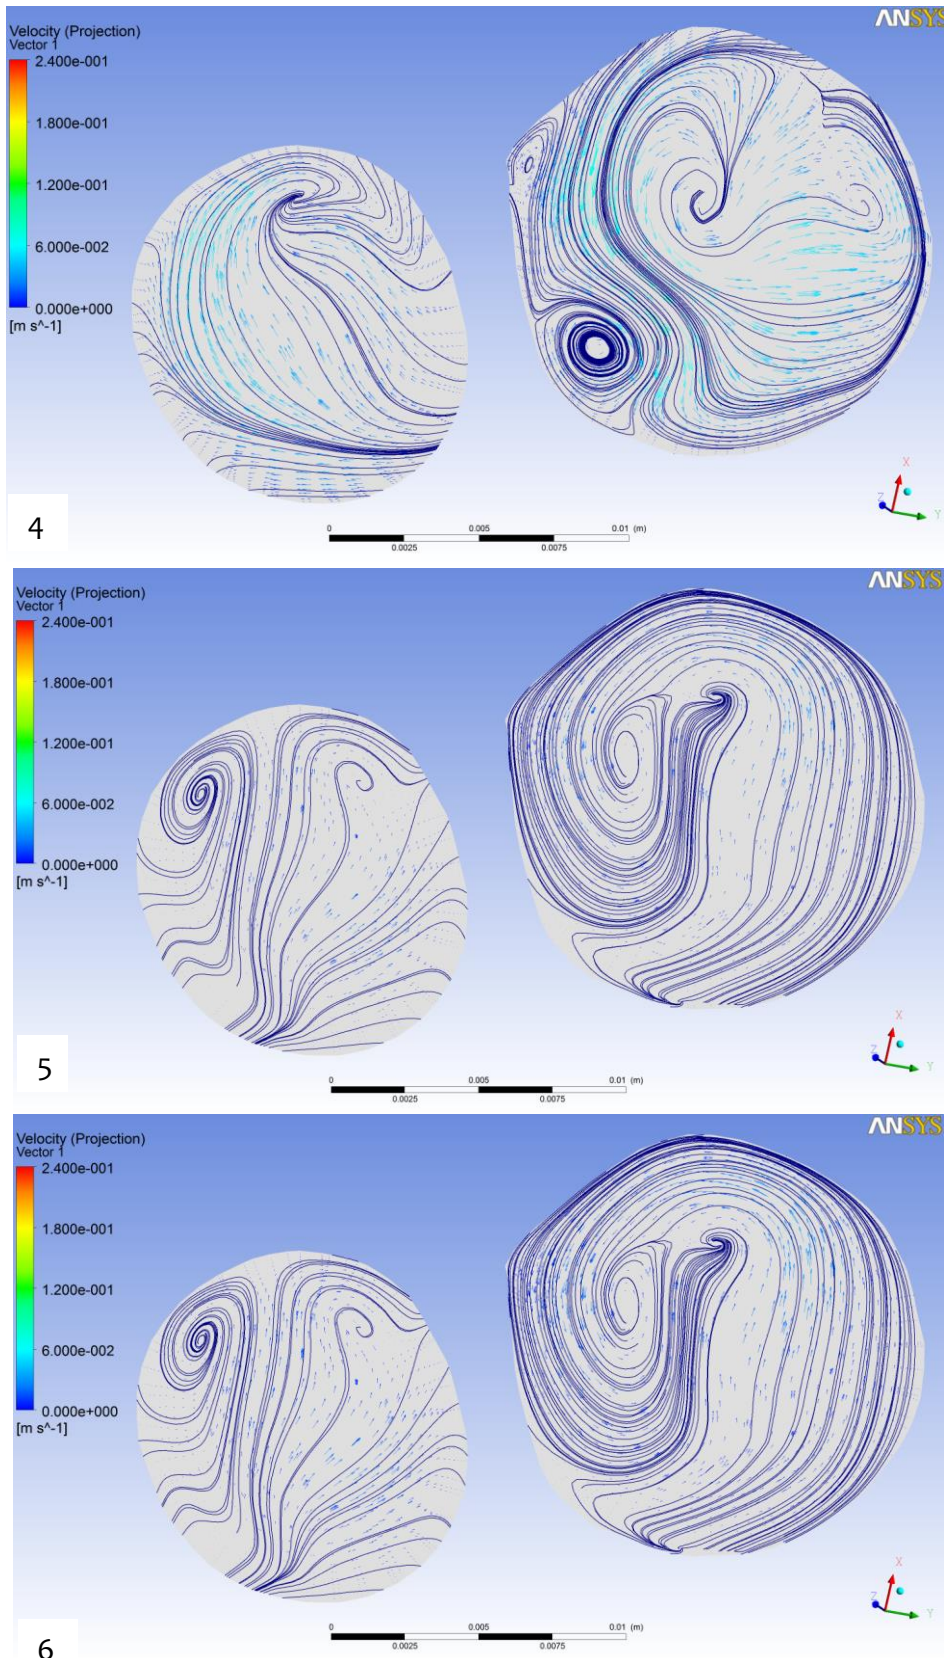 ANSYS
Velocity (Projection)
Vector 1
2.400e-001
1.800e-001
1.200e-001
6.000e-002
0.000e+000
[m s^-1]
X
Z
Y
0 0.005 0.01 (m)
0.0025 0.0075
4
ANSYS
Velocity (Projection)
Vector 1
2.400e-001
1.800e-001
1.200e-001
6.000e-002
0.000e+000
[m s^-1]
X
Z
Y
0 0.005 0.01 (m)
0.0025 0.0075
5
ANSYS
Velocity (Projection)
Vector 1
2.400e-001
1.800e-001
1.200e-001
6.000e-002
0.000e+000
[m s^-1]
X
Z
Y
0 0.005 0.01 (m)
0.0025 0.0075
6